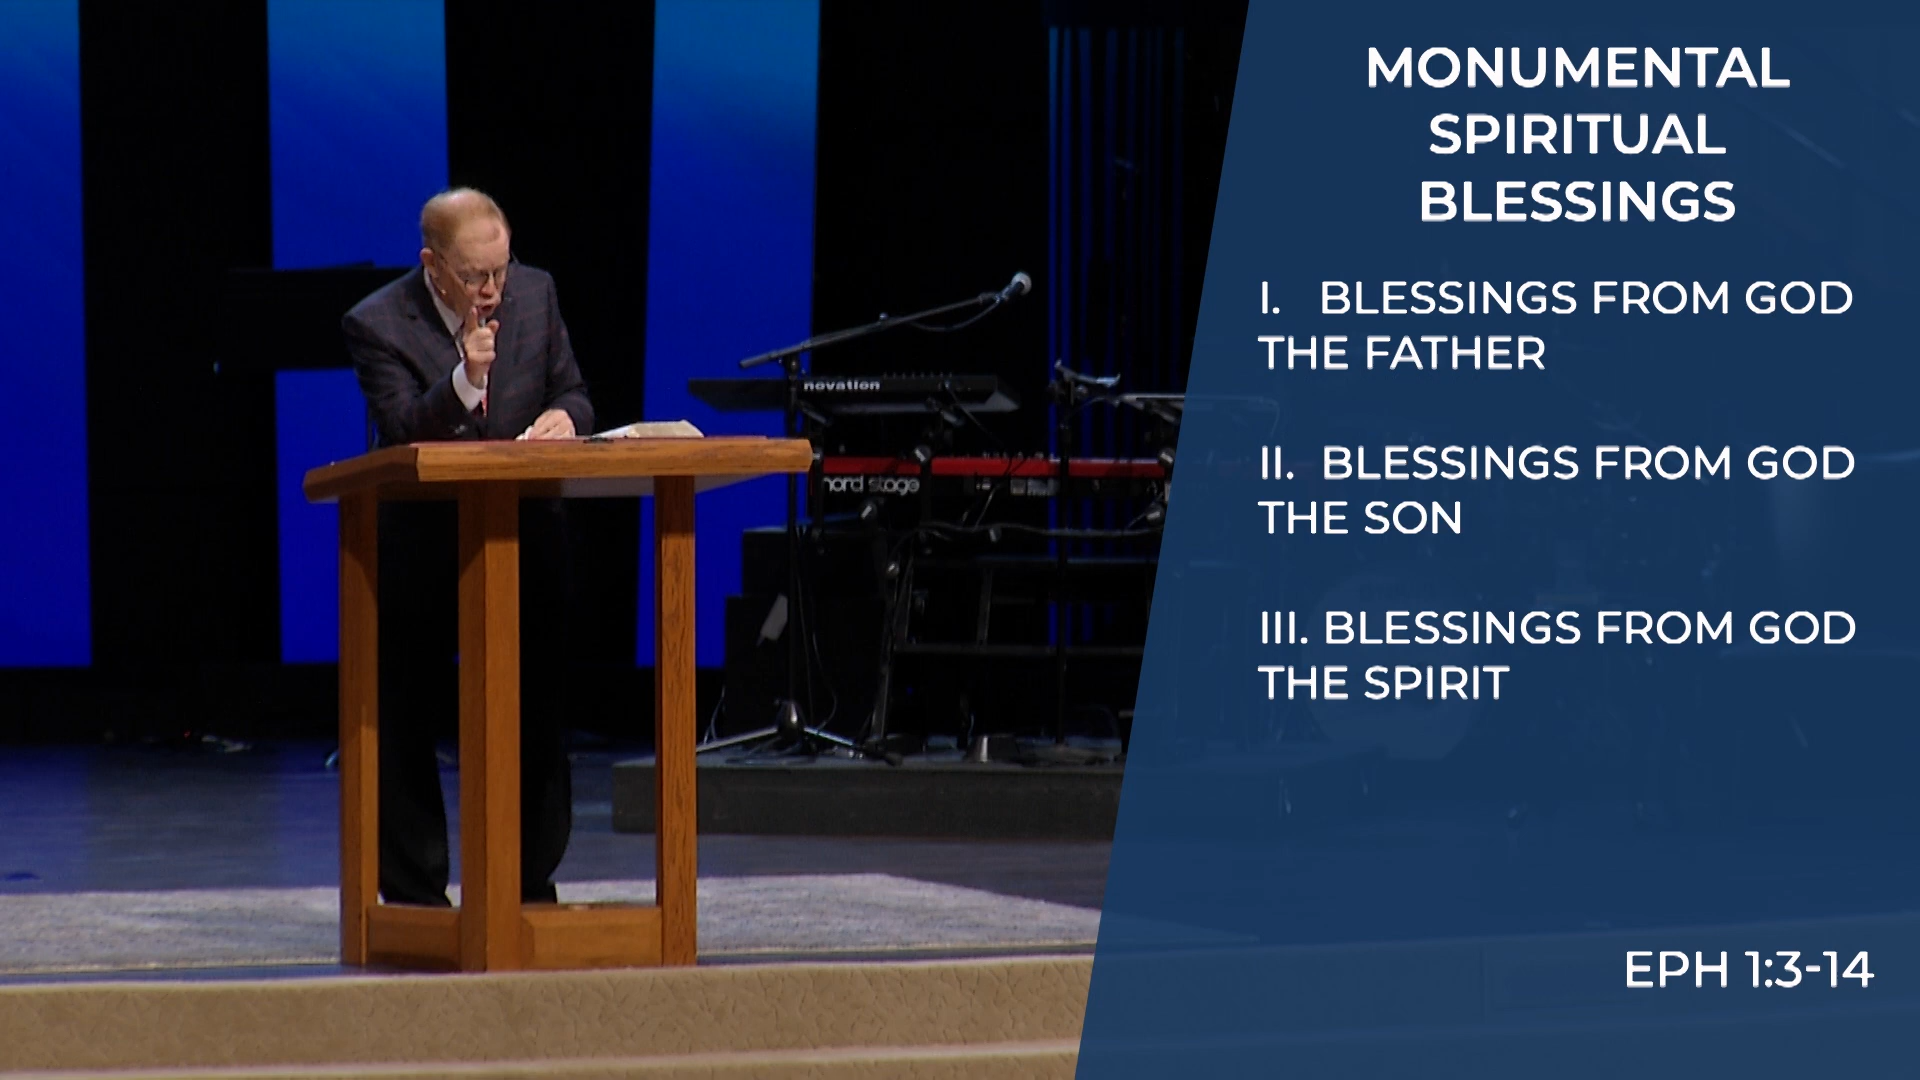 MONUMENTAL
SPIRITUAL
BLESSINGS
I. BLESSINGS FROM GOD
THE FATHER
II. BLESSINGS FROM GOD
THE SON
III. BLESSINGS FROM GOD
THE SPIRIT
EPH 1:3-14
novation
nord stage